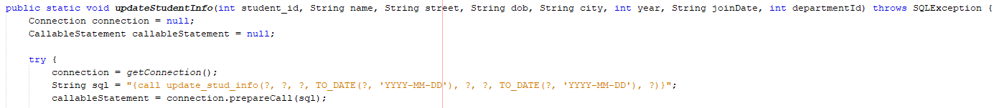 public static void updateStudentInfo(int student_id, String name, String street, String dob, String city, int year, String joinDate, int departmentId) throws SQLException {
Connection connection = null;
CallableStatement callableStatement = null;
try {
connection = getConnection();
String sql = "{call update_stud_info(?, ?, ?, TO_DATE(?, 'YYYY-MM-DD'), ?, ?, TO_DATE(?, 'YYYY-MM-DD'), ?)}";
callableStatement = connection.prepareCall(sql);